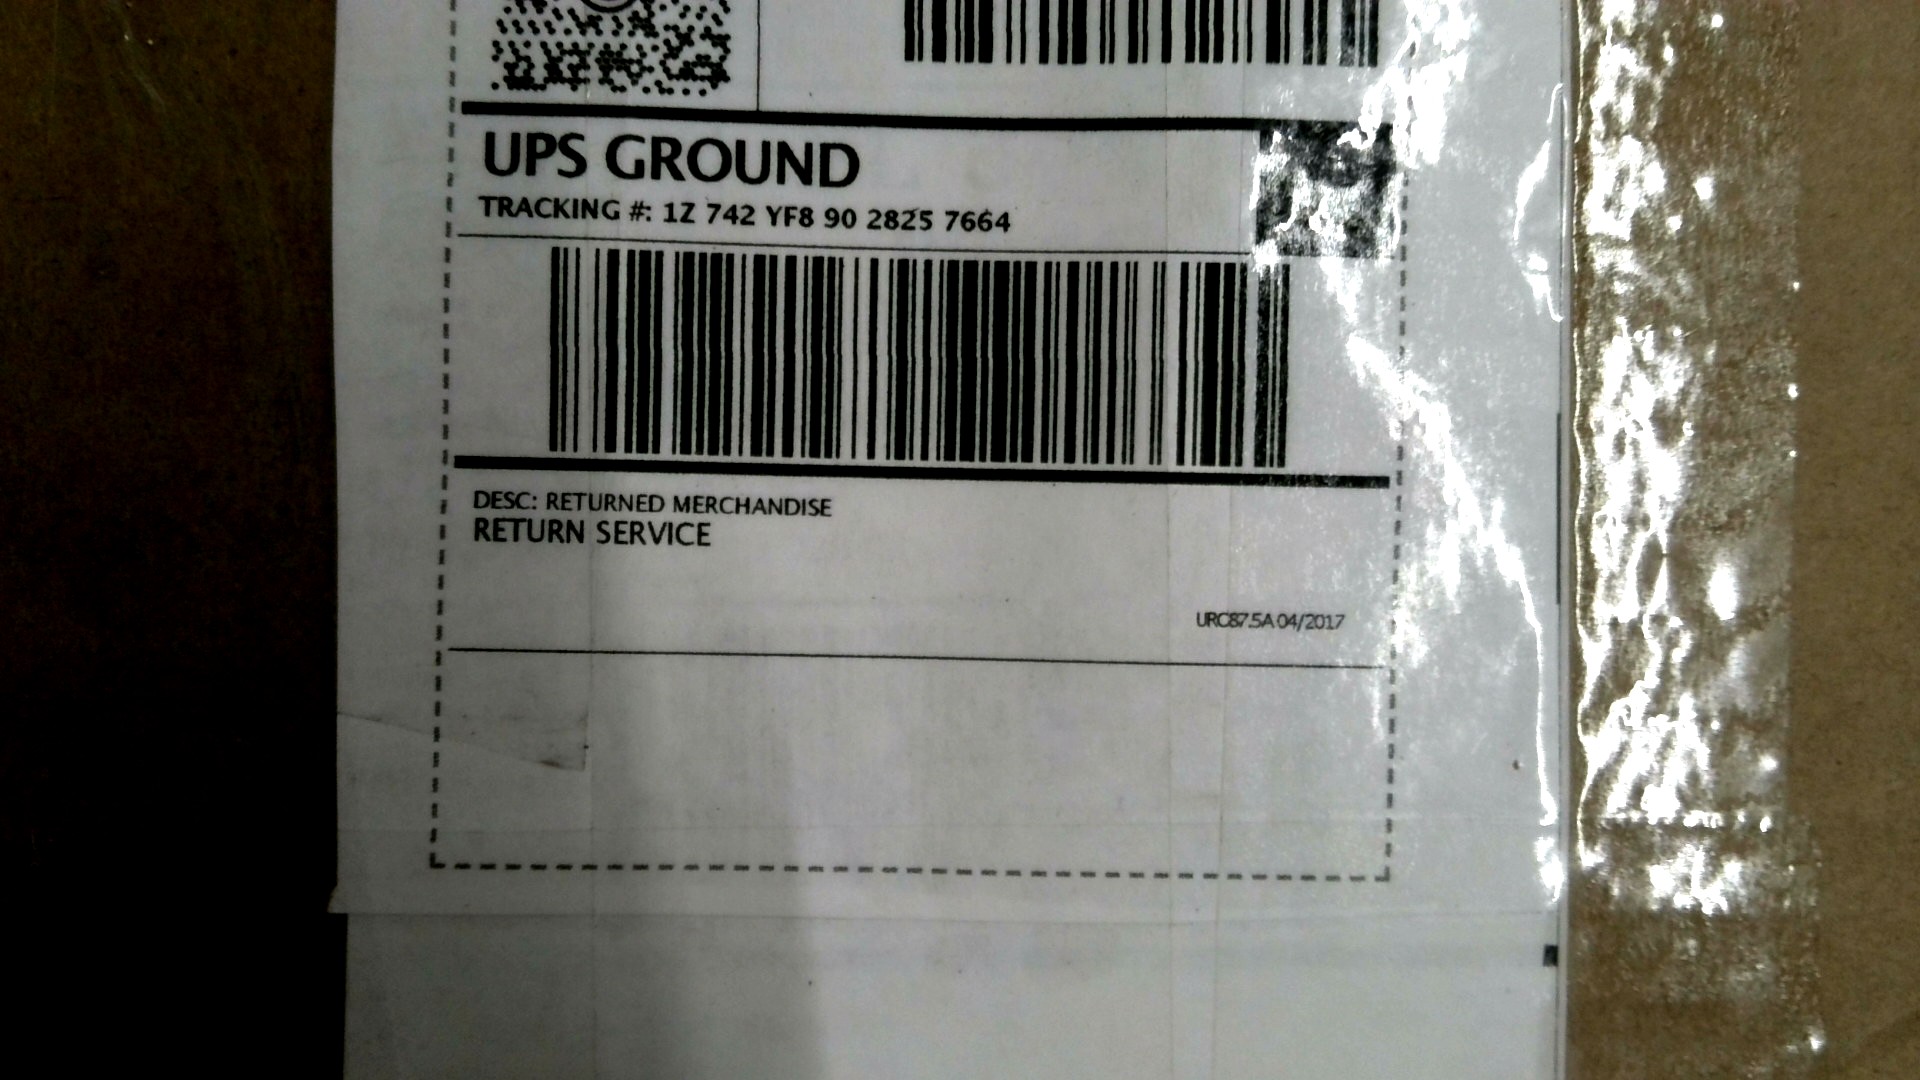 UPS GROUND
TRACKING #: 1Z 742 YF8 90 2825 7664
DESC: RETURNED MERCHANDISE
RETURN SERVICE
URC87.5A 04/2017